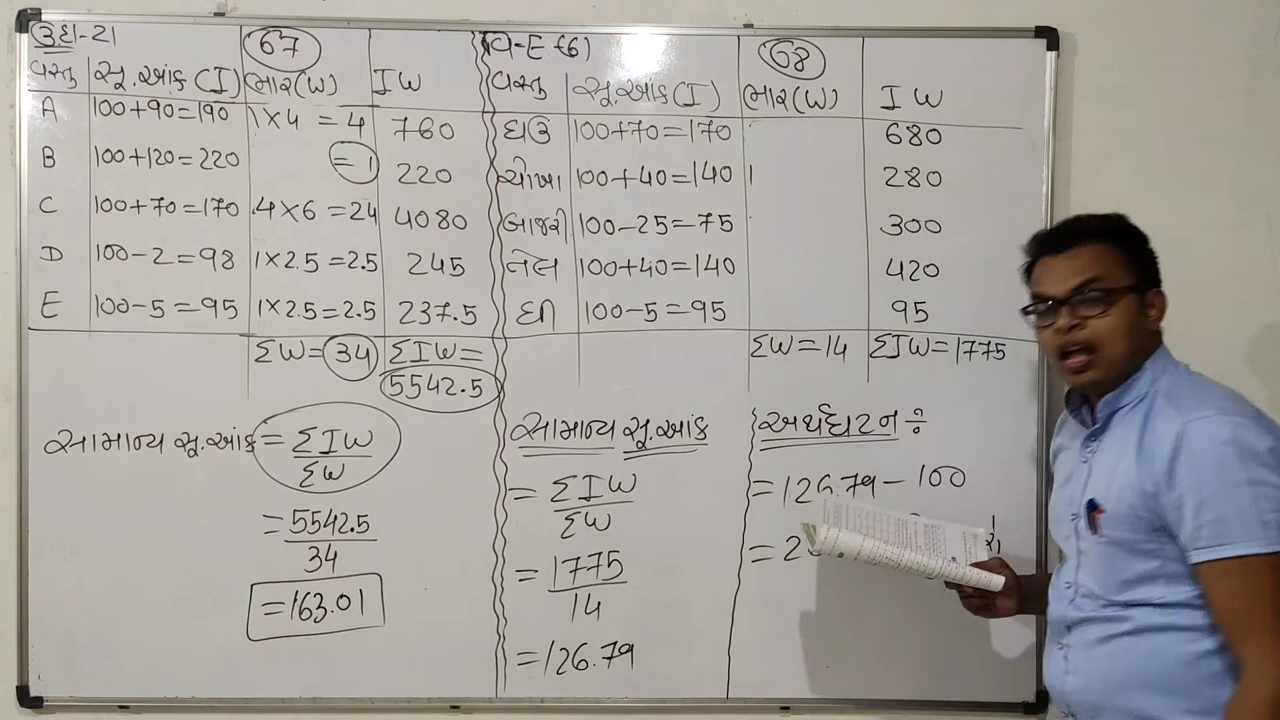 ઉદા-21 67
વસ્તુ સૂ.આંક (I) ભાર(W) IW
A 100+90=190 1×4 =4 760
B 100+120=220 =1 220
C 100+70=170 4×6 =24 4080
D 100-2=98 1×2.5=2.5 245
E 100-5=95 1×2.5=2.5 237.5
ΣW=34 ΣIW=
5542.5
સામાન્ય સૂ.આંક = ΣIW
ΣW
= 5542.5
34
=163.01
વિ-E (6) 68
વસ્તુ સૂ.આંક(I) ભાર(W) IW
ઘઉં 100+70=170 680
ચોખા 100+40=140 1 280
બાજરી 100-25=75 300
તેલ 100+40=140 420
ઘી 100-5=95 95
ΣW=14 ΣIW=1775
સામાન્ય સૂ.આંક
= ΣIW
ΣW
= 1775
14
=126.79
અર્થઘટન ÷
=126.79-100
= 2